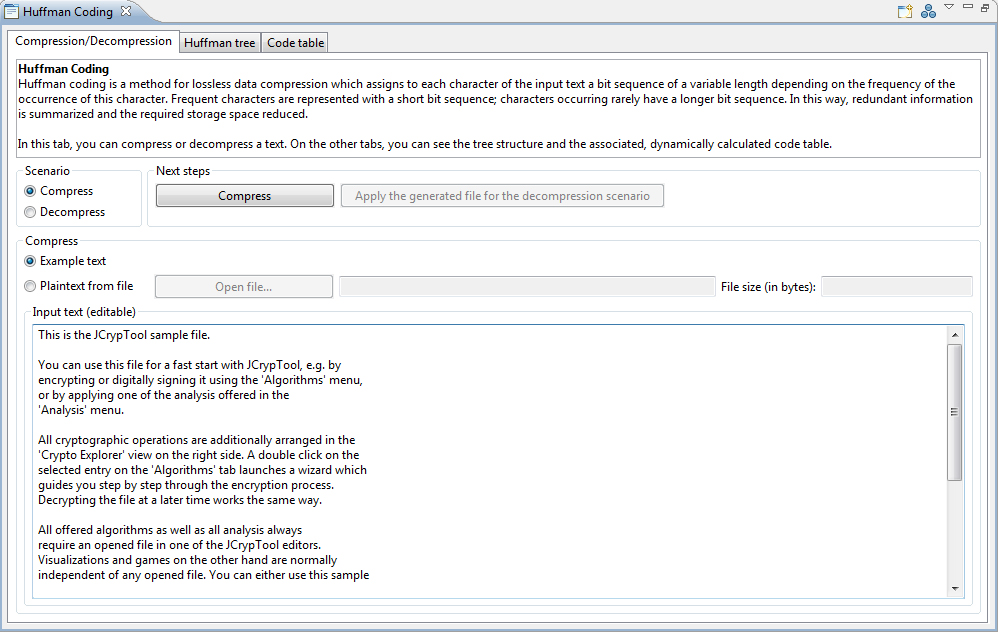 Huffman Coding
Compression/Decompression Huffman tree Code table
Huffman Coding
Huffman coding is a method for lossless data compression which assigns to each character of the input text a bit sequence of a variable length depending on the frequency of the
occurrence of this character. Frequent characters are represented with a short bit sequence; characters occurring rarely have a longer bit sequence. In this way, redundant information
is summarized and the required storage space reduced.
In this tab, you can compress or decompress a text. On the other tabs, you can see the tree structure and the associated, dynamically calculated code table.
Scenario
Compress
Decompress
Next steps
Compress Apply the generated file for the decompression scenario
Compress
Example text
Plaintext from file Open file... File size (in bytes):
Input text (editable)
This is the JCrypTool sample file.
You can use this file for a fast start with JCrypTool, e.g. by
encrypting or digitally signing it using the 'Algorithms' menu,
or by applying one of the analysis offered in the
'Analysis' menu.
All cryptographic operations are additionally arranged in the
'Crypto Explorer' view on the right side. A double click on the
selected entry on the 'Algorithms' tab launches a wizard which
guides you step by step through the encryption process.
Decrypting the file at a later time works the same way.
All offered algorithms as well as all analysis always
require an opened file in one of the JCrypTool editors.
Visualizations and games on the other hand are normally
independent of any opened file. You can either use this sample